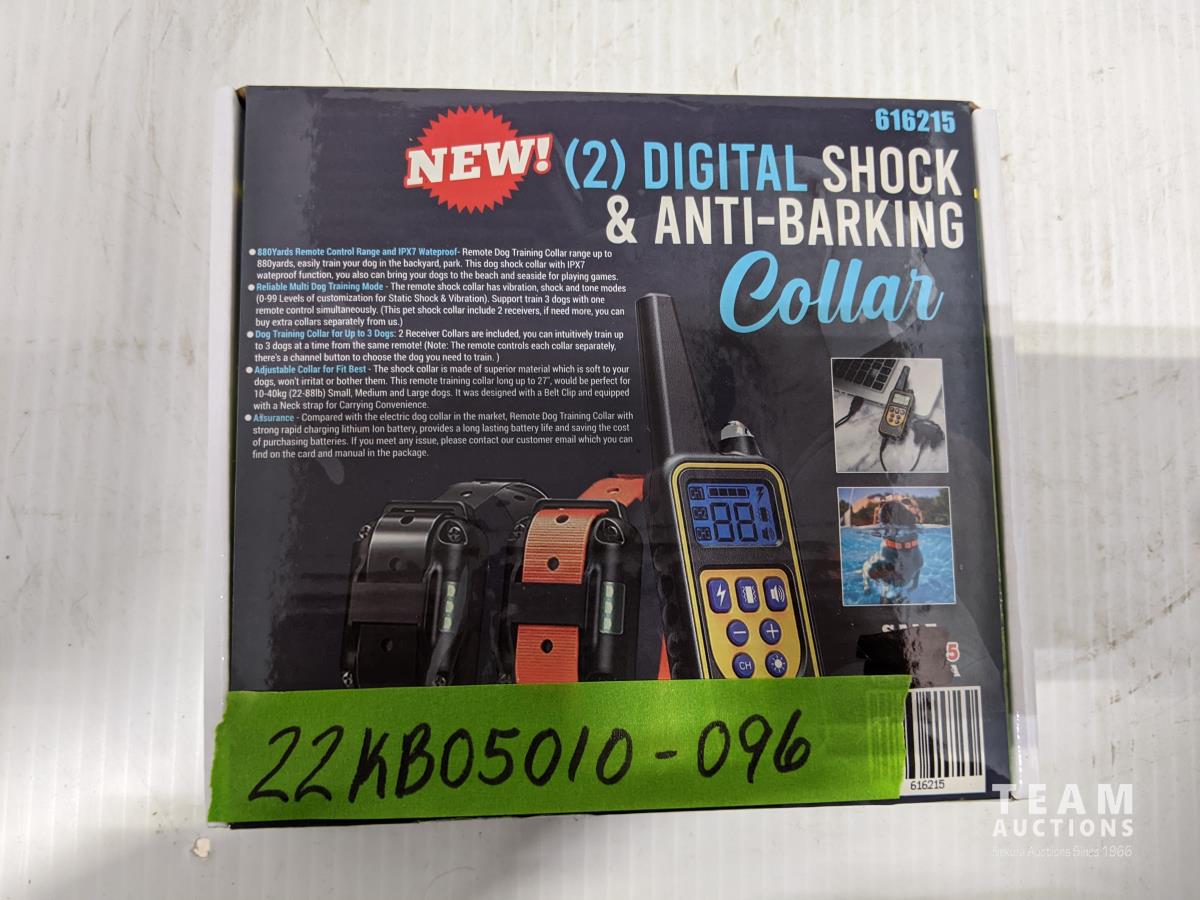 616215
NEW! (2) DIGITAL SHOCK
& ANTI-BARKING
Collar
880Yards Remote Control Range and IPX7 Wateproof- Remote Dog Training Collar range up to
880yards, easily train your dog in the backyard, park. This dog shock collar with IPX7
wateproof function, you also can bring your dogs to the beach and seaside for playing games.
Reliable Multi Dog Training Mode - The remote shock collar has vibration, shock and tone modes
(0-99 Levels of customization for Static Shock & Vibration). Support train 3 dogs with one
remote control simultaneously. (This pet shock collar include 2 receivers, if need more, you can
buy extra collars separately from us.)
Dog Training Collar for Up to 3 Dogs: 2 Receiver Collars are included, you can intuitively train up
to 3 dogs at a time from the same remote! (Note: The remote controls each collar separately,
there's a channel button to choose the dog you need to train. )
Adjustable Collar for Fit Best - The shock collar is made of superior material which is soft to your
dogs, won't irritat or bother them. This remote training collar long up to 27", would be perfect for
10-40kg (22-88lb) Small, Medium and Large dogs. It was designed with a Belt Clip and equipped
with a Neck strap for Carrying Convenience.
Assurance - Compared with the electric dog collar in the market, Remote Dog Training Collar with
strong rapid charging lithium Ion battery, provides a long lasting battery life and saving the cost
of purchasing batteries. If you meet any issue, please contact our customer email which you can
find on the card and manual in the package.
88
CH
5
22KB05010-096
616215
TEAM
AUCTIONS
Auctions Since 1966